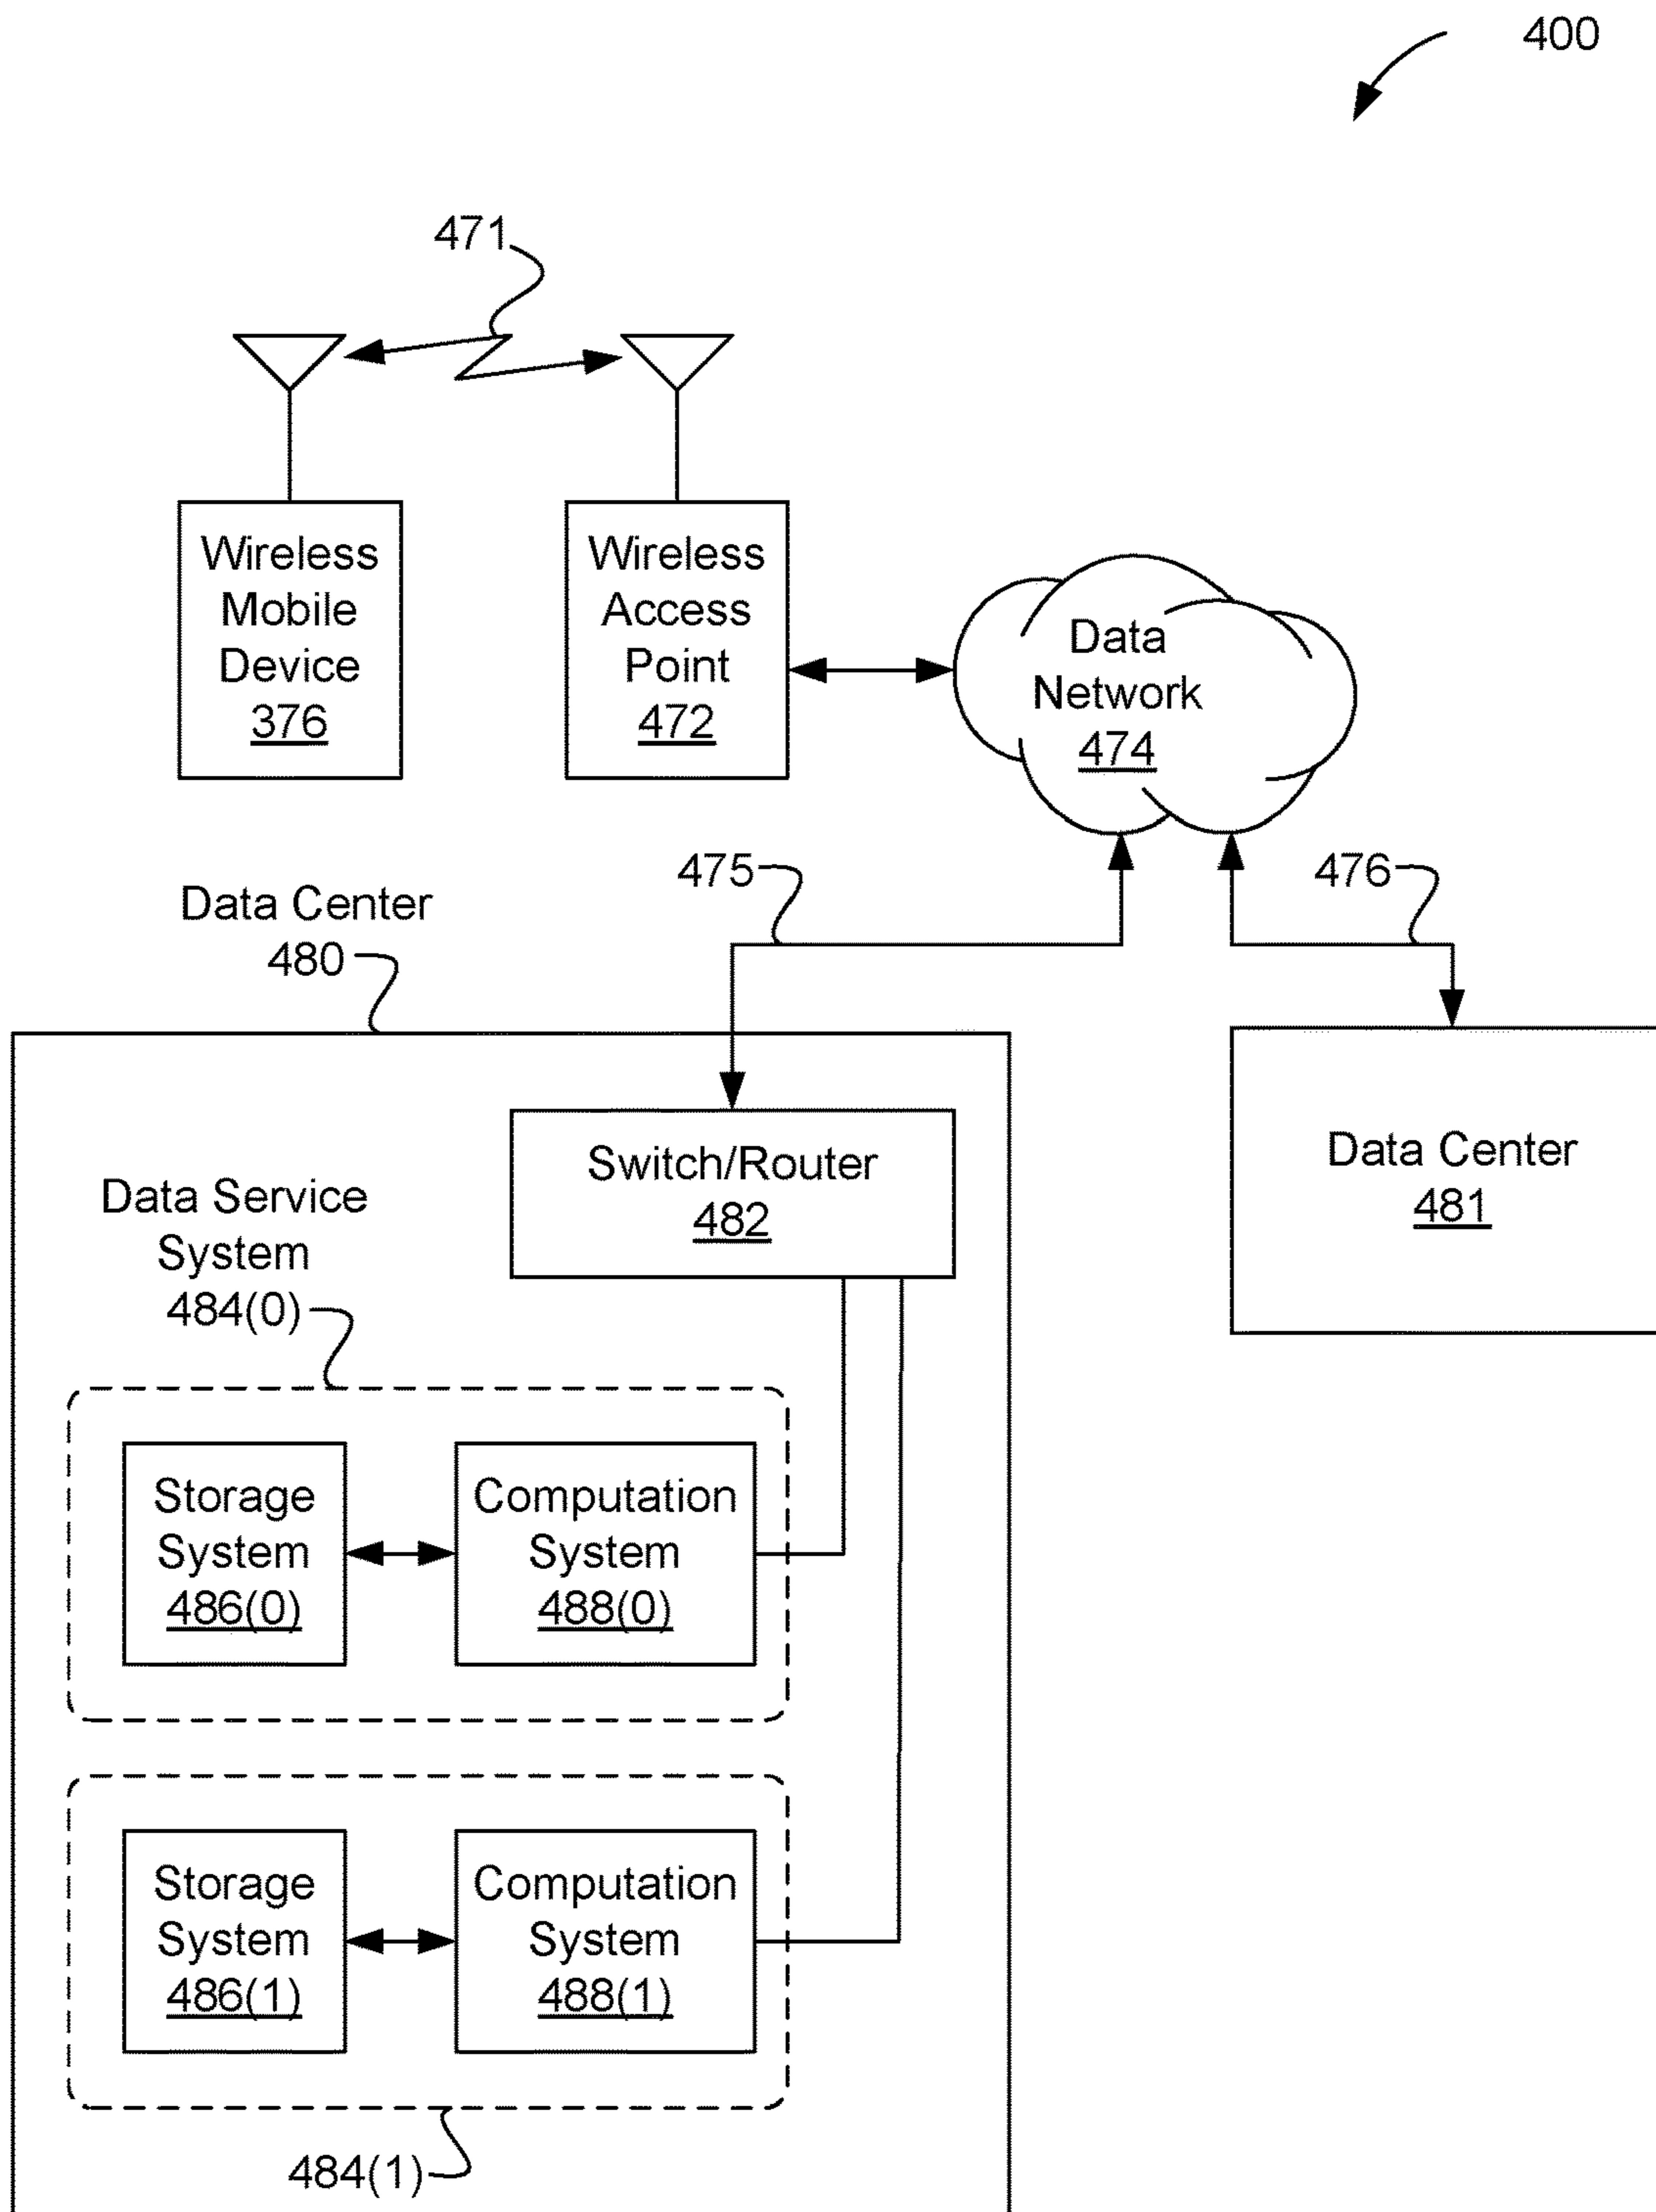 400
471
Wireless
Mobile
Device
376
Wireless
Access
Point
472
Data
Network
474
475
476
Data Center
480
Switch/Router
482
Data Center
481
Data Service
System
484(0)
Storage
System
486(0)
Computation
System
488(0)
Storage
System
486(1)
Computation
System
488(1)
484(1)